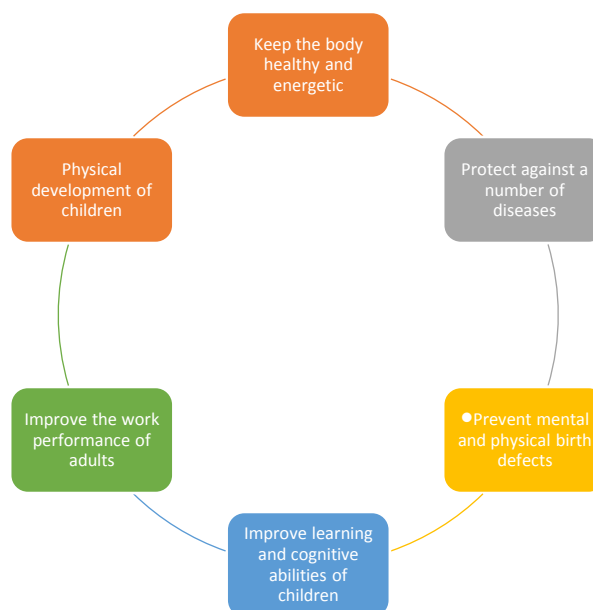 Keep the body
healthy and
energetic
Protect against a
number of
diseases
●Prevent mental
and physical birth
defects
Improve learning
and cognitive
abilities of
children
Improve the work
performance of
adults
Physical
development of
children